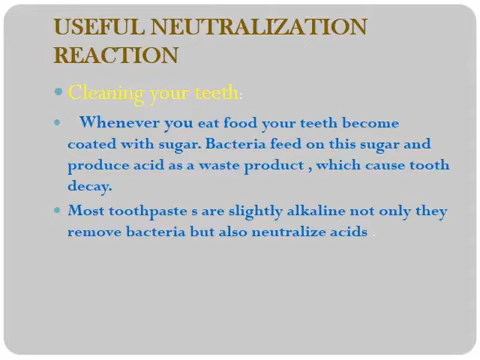 USEFUL NEUTRALIZATION
REACTION
• Cleaning your teeth:
• Whenever you eat food your teeth become
coated with sugar. Bacteria feed on this sugar and
produce acid as a waste product , which cause tooth
decay.
• Most toothpaste s are slightly alkaline not only they
remove bacteria but also neutralize acids